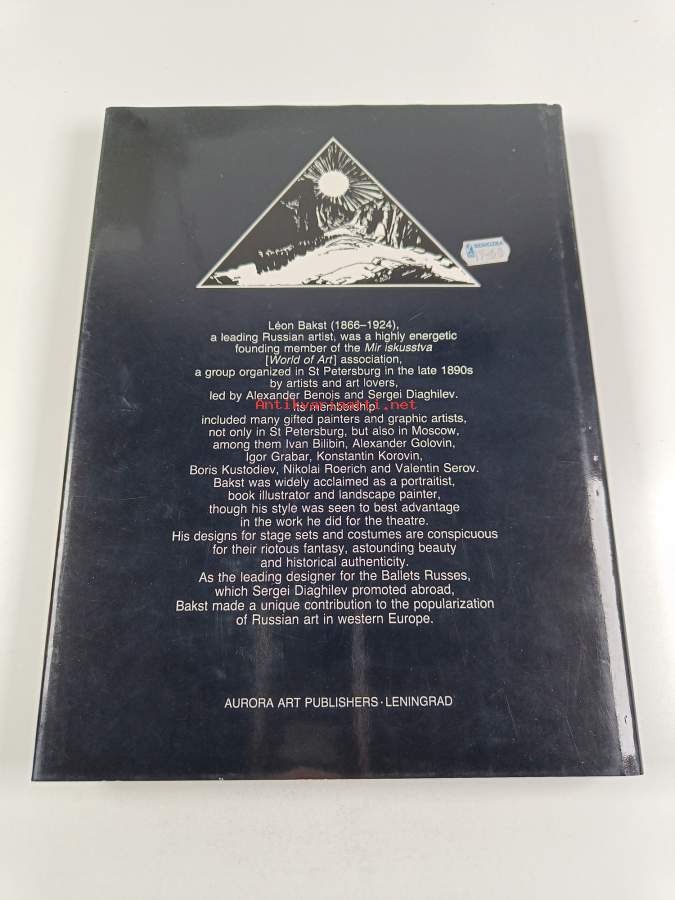 BERIOZKA
Léon Bakst (1866–1924),
a leading Russian artist, was a highly energetic
founding member of the Mir iskusstva
[World of Art] association,
a group organized in St Petersburg in the late 1890s
by artists and art lovers,
led by Alexander Benois and Sergei Diaghilev.
Antikvariaatti.net
Its membership
included many gifted painters and graphic artists,
not only in St Petersburg, but also in Moscow,
among them Ivan Bilibin, Alexander Golovin,
Igor Grabar, Konstantin Korovin,
Boris Kustodiev, Nikolai Roerich and Valentin Serov.
Bakst was widely acclaimed as a portraitist,
book illustrator and landscape painter,
though his style was seen to best advantage
in the work he did for the theatre.
His designs for stage sets and costumes are conspicuous
for their riotous fantasy, astounding beauty
and historical authenticity.
As the leading designer for the Ballets Russes,
which Sergei Diaghilev promoted abroad,
Bakst made a unique contribution to the popularization
of Russian art in western Europe.
AURORA ART PUBLISHERS · LENINGRAD